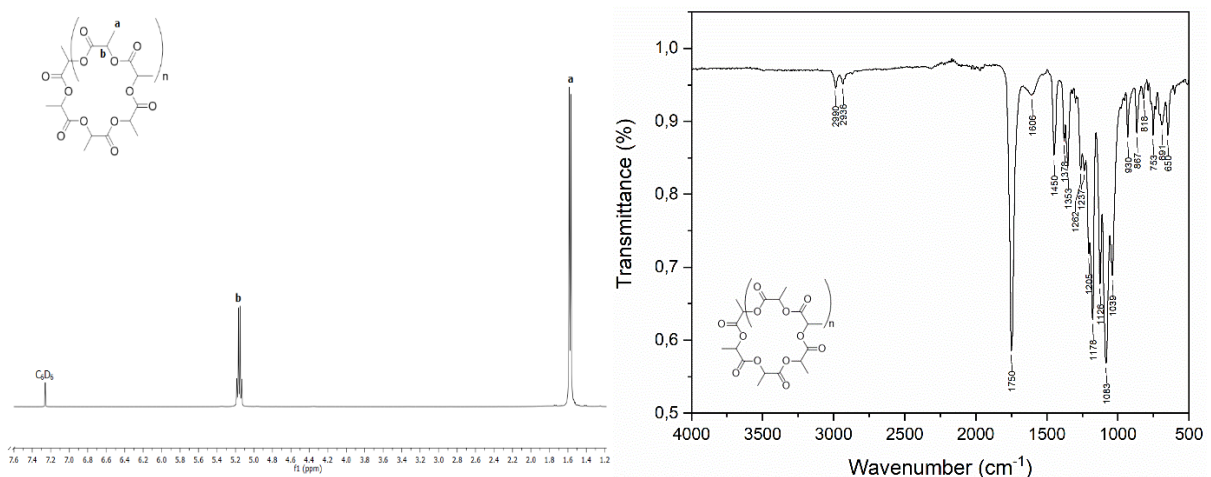 a
b
O
O
O
O
O
O
O
O
O
O
O
O
n
a
b
C₆D₆
7.6 7.4 7.2 7.0 6.8 6.6 6.4 6.2 6.0 5.8 5.6 5.4 5.2 5.0 4.8 4.6 4.4 4.2 4.0 3.8 3.6 3.4 3.2 3.0 2.8 2.6 2.4 2.2 2.0 1.8 1.6 1.4 1.2
f1 (ppm)
Transmittance (%)
1,0
0,9
0,8
0,7
0,6
0,5
2990
2936
1750
1606
1450
1378
1353
1262
1237
1205
1178
1126
1083
1039
930
867
818
753
691
650
O
O
O
O
O
O
O
O
O
O
O
O
n
4000 3500 3000 2500 2000 1500 1000 500
Wavenumber (cm⁻¹)